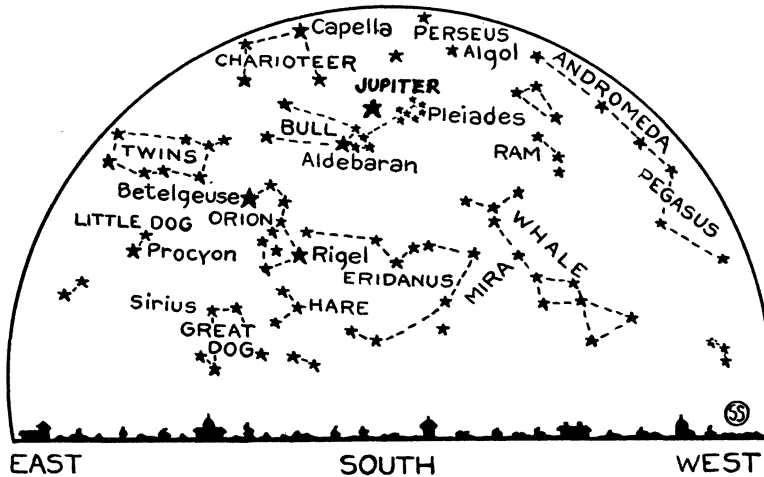 Capella
PERSEUS
Algol
CHARIOTEER
ANDROMEDA
JUPITER
Pleiades
BULL
Aldebaran
RAM
TWINS
PEGASUS
Betelgeuse
ORION
LITTLE DOG
Procyon
WHALE
Rigel
ERIDANUS
MIRA
Sirius
HARE
GREAT
DOG
SS
EAST
SOUTH
WEST